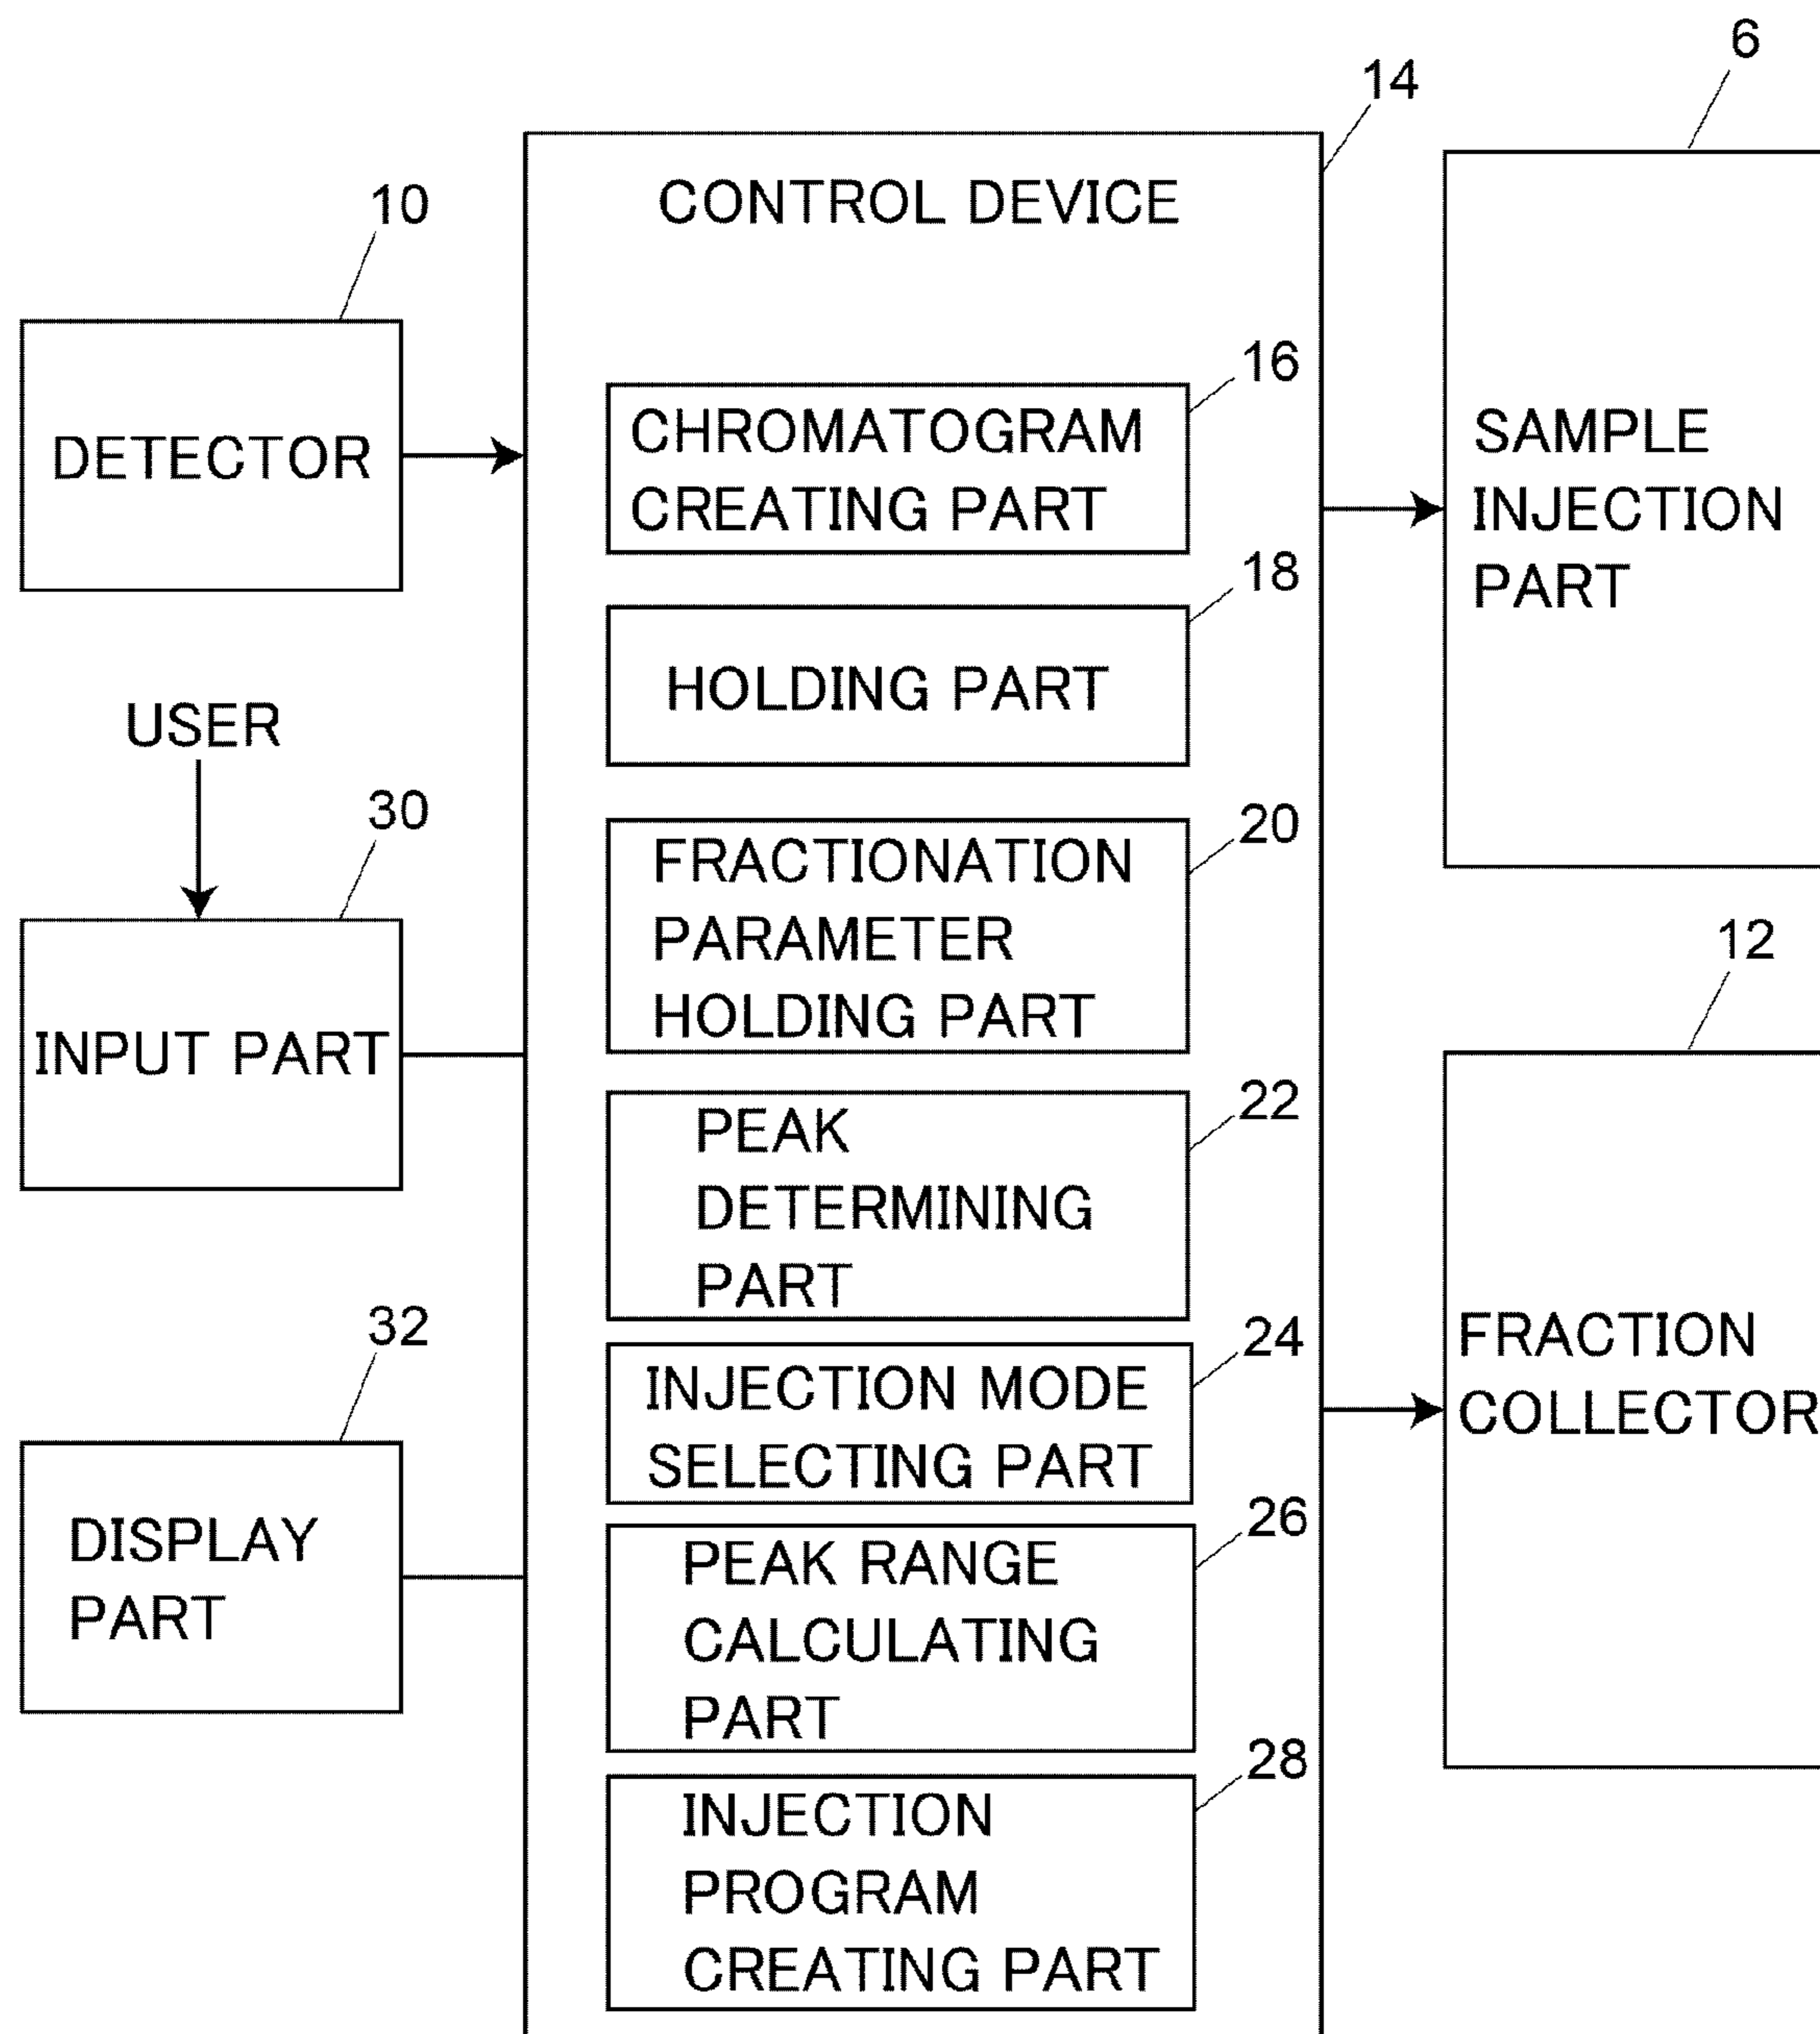 6
14
CONTROL DEVICE
10
DETECTOR
16
CHROMATOGRAM
CREATING PART
SAMPLE
INJECTION
PART
18
HOLDING PART
USER
30
INPUT PART
20
FRACTIONATION
PARAMETER
HOLDING PART
12
22
PEAK
DETERMINING
PART
32
DISPLAY
PART
24
INJECTION MODE
SELECTING PART
FRACTION
COLLECTOR
26
PEAK RANGE
CALCULATING
PART
28
INJECTION
PROGRAM
CREATING PART